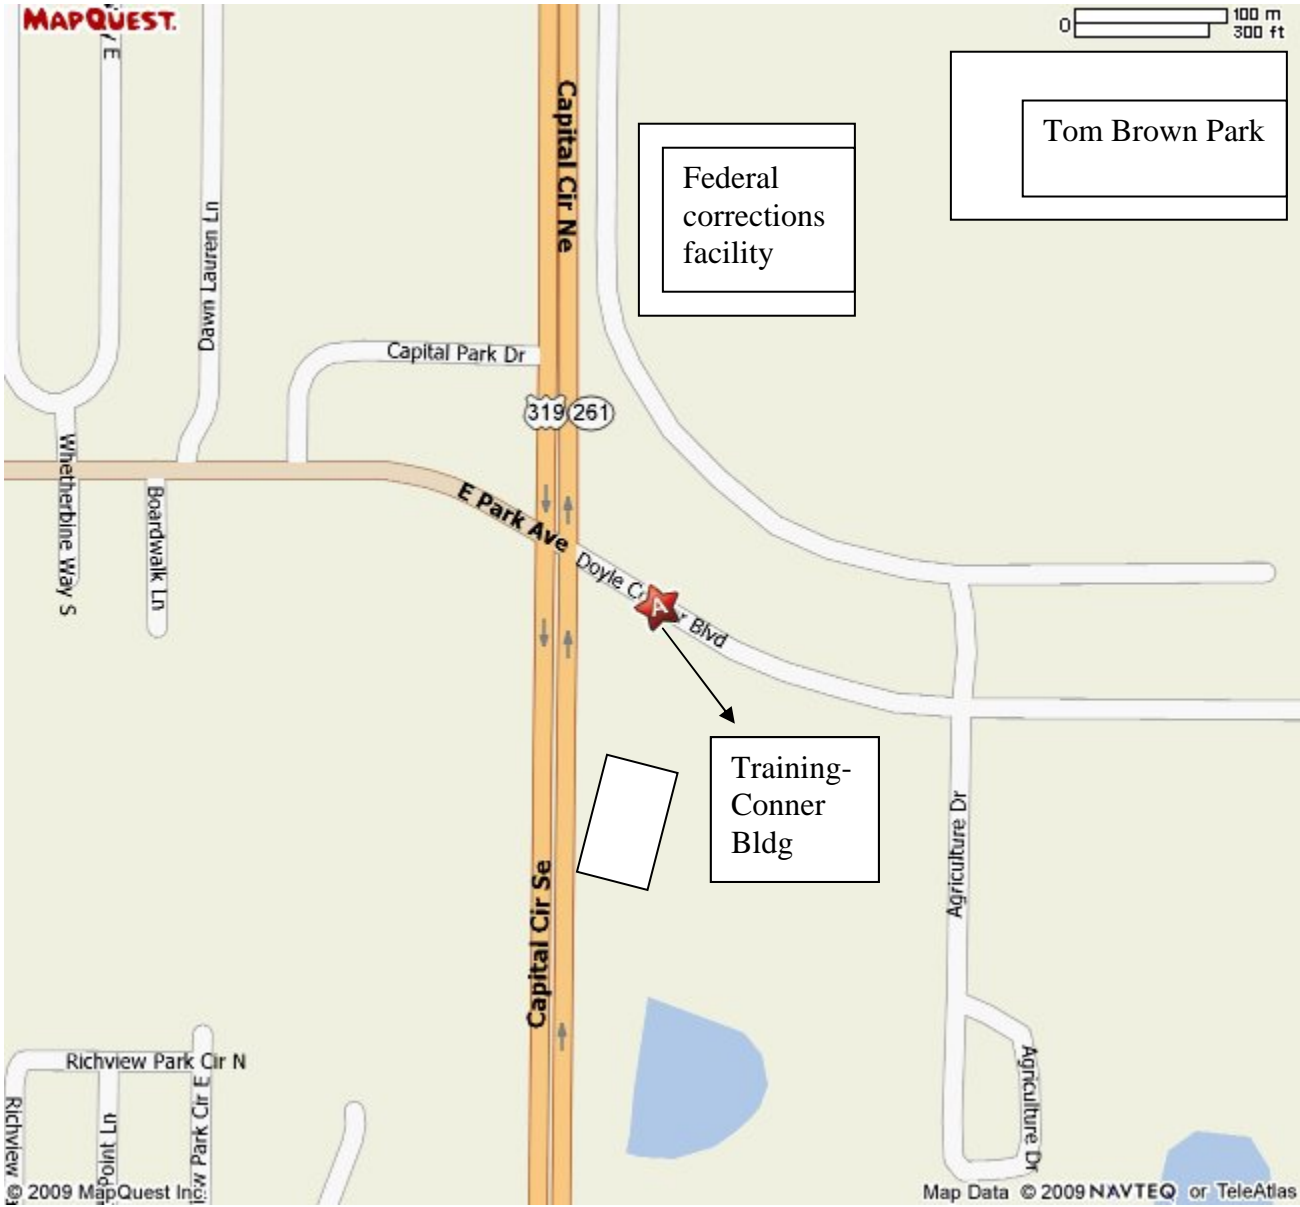 MAPQUEST.
0
100 m
300 ft
Tom Brown Park
Federal
corrections
facility
Capital Cir Ne
Dawn Lauren Ln
Capital Park Dr
319
261
Whetherbine Way S
Boardwalk Ln
E Park Ave
Doyle C
Blvd
A
Training-
Conner
Bldg
Agriculture Dr
Capital Cir Se
Richview Park Cir N
Richview
Point Ln
Park Cir E
Agriculture Dr
© 2009 MapQuest Inc.
Map Data © 2009 NAVTEQ or TeleAtlas